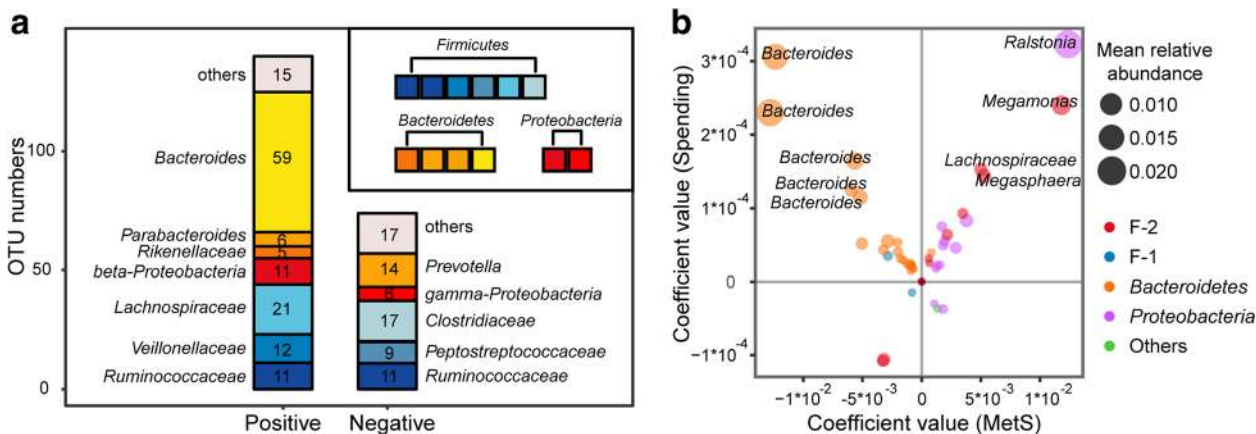 a
OTU numbers
100
50
0
others
15
Bacteroides
59
Parabacteroides
6
Rikenellaceae
5
beta-Proteobacteria
11
Lachnospiraceae
21
Veillonellaceae
12
Ruminococcaceae
11
Positive
17
others
14
Prevotella
6
gamma-Proteobacteria
17
Clostridiaceae
9
Peptostreptococcaceae
11
Ruminococcaceae
Negative
Firmicutes
Bacteroidetes
Proteobacteria
b
Coefficient value (Spending)
3*10⁻⁴
2*10⁻⁴
1*10⁻⁴
0
−1*10⁻⁴
Bacteroides
Bacteroides
Bacteroides
Bacteroides
Bacteroides
Ralstonia
Megamonas
Lachnospiraceae
Megasphaera
−1*10⁻²
−5*10⁻³
0
5*10⁻³
1*10⁻²
Coefficient value (MetS)
Mean relative
abundance
0.010
0.015
0.020
F-2
F-1
Bacteroidetes
Proteobacteria
Others